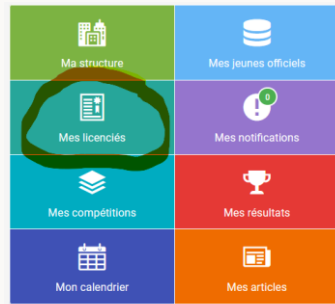 Ma structure
Mes jeunes officiels
Mes licenciés
0
Mes notifications
Mes compétitions
Mes résultats
Mon calendrier
Mes articles